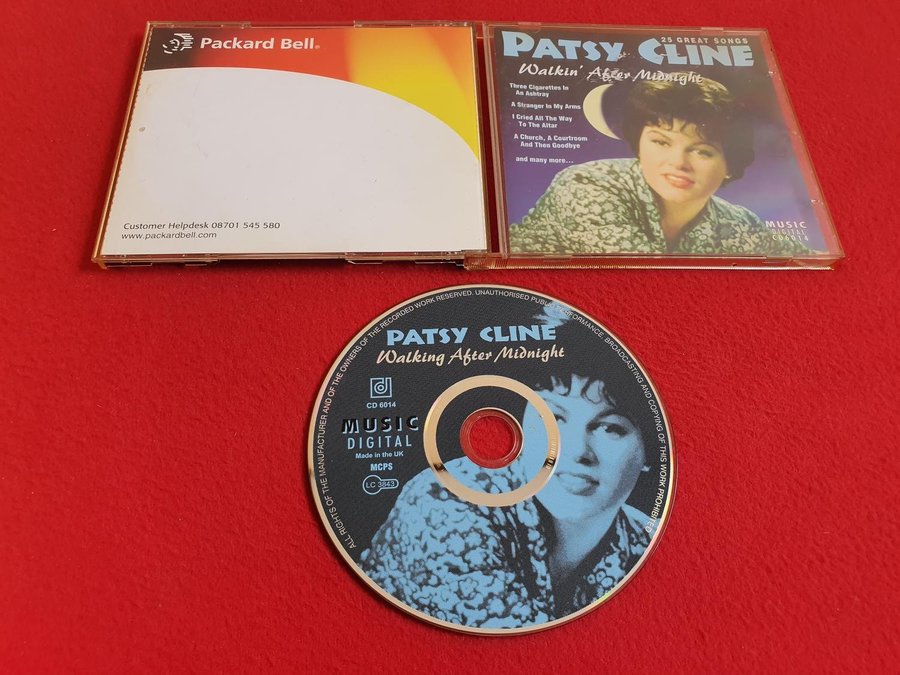 Packard Bell®
Customer Helpdesk 08701 545 580
www.packardbell.com
25 GREAT SONGS
PATSY CLINE
Walkin' After Midnight
Three Cigarettes In
An Ashtray
A Stranger In My Arms
I Cried All The Way
To The Altar
A Church, A Courtroom
And Then Goodbye
and many more...
MUSIC
DIGITAL
CD6014
ALL RIGHTS OF THE MANUFACTURER AND OF THE OWNERS OF THE RECORDED WORK RESERVED. UNAUTHORISED PUBLIC PERFORMANCE, BROADCASTING AND COPYING OF THIS WORK PROHIBITED
PATSY CLINE
Walking After Midnight
CD 6014
MUSIC
DIGITAL
Made in the UK
MCPS
LC 3843